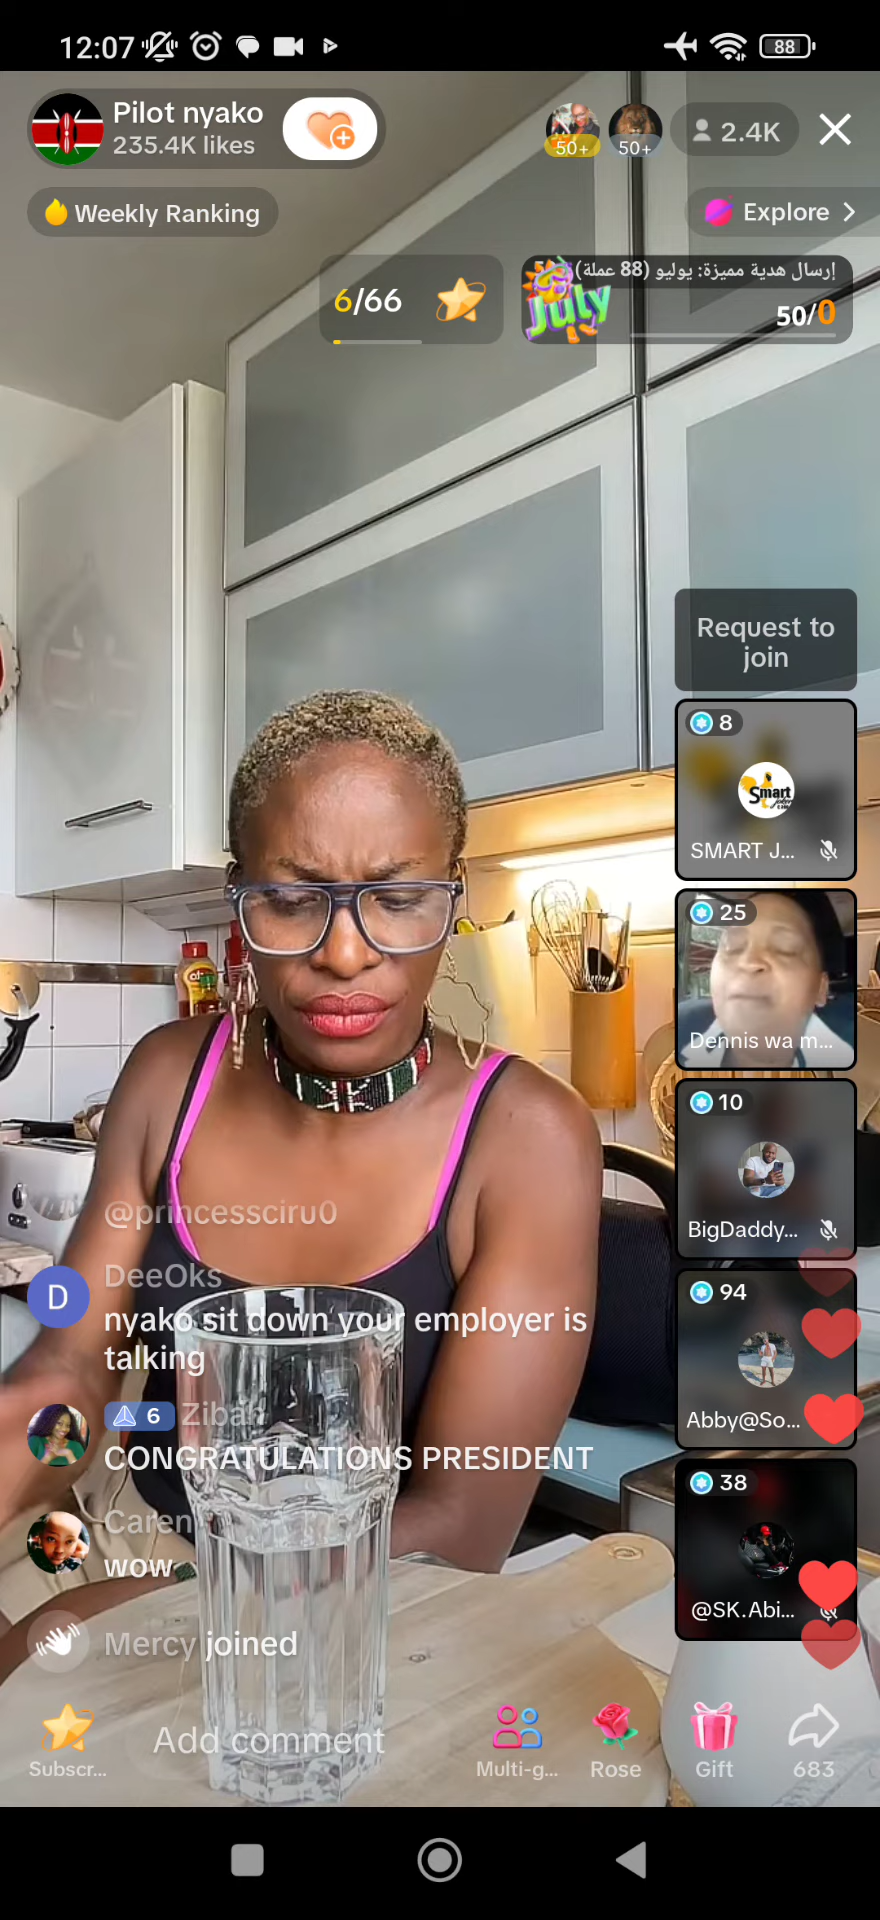 12:07
88
Pilot nyako
235.4K likes
50+
50+
2.4K
Weekly Ranking
Explore
6/66
إرسال هدية مميزة: يوليو (88 عملة)
July
50/0
Request to
join
8
Smart
SMART J...
25
Dennis wa m...
10
BigDaddy...
94
Abby@So...
38
@SK.Abi...
@princessciru0
D
DeeOks
nyako sit down your employer is
talking
6 Zibah
CONGRATULATIONS PRESIDENT
Caren
wow
Mercy joined
Subscr...
Add comment
Multi-g...
Rose
Gift
683